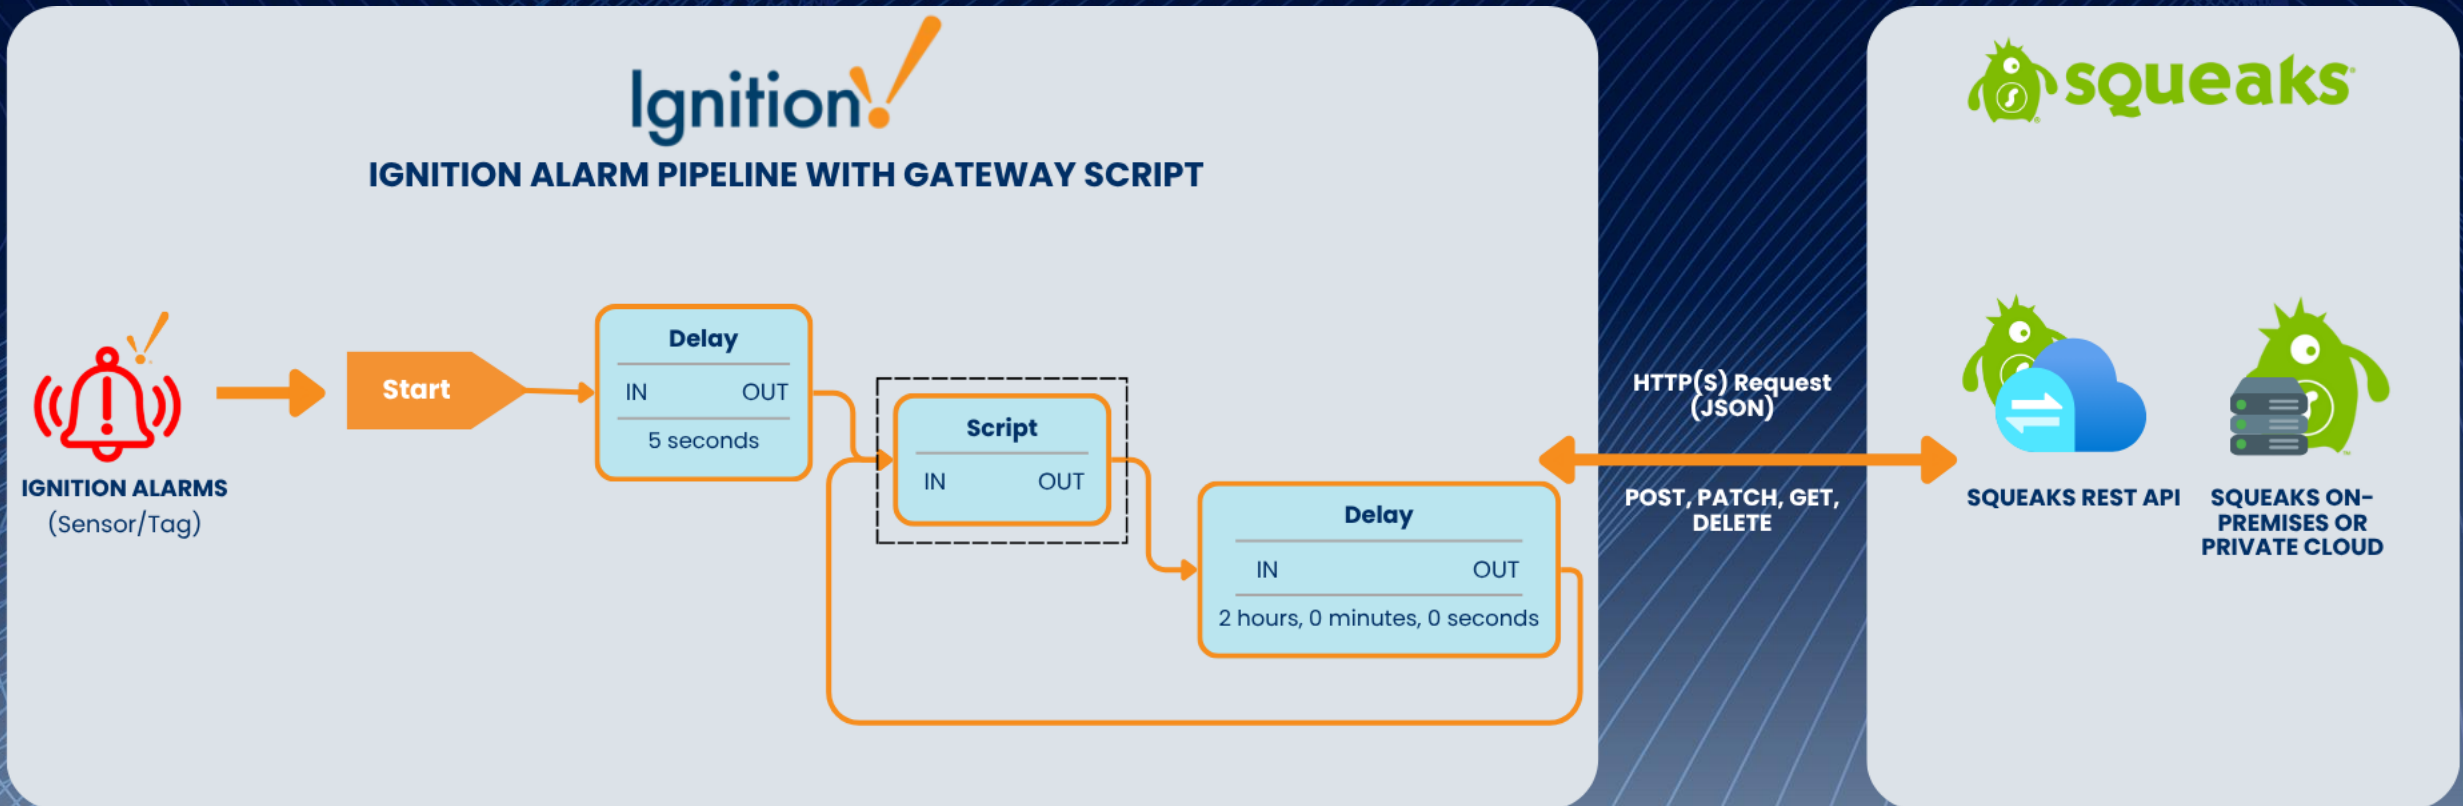 Ignition!
IGNITION ALARM PIPELINE WITH GATEWAY SCRIPT
IGNITION ALARMS
(Sensor/Tag)
Start
Delay
IN OUT
5 seconds
Script
IN OUT
Delay
IN OUT
2 hours, 0 minutes, 0 seconds
HTTP(S) Request
(JSON)
POST, PATCH, GET,
DELETE
squeaks
SQUEAKS REST API
SQUEAKS ON-
PREMISES OR
PRIVATE CLOUD